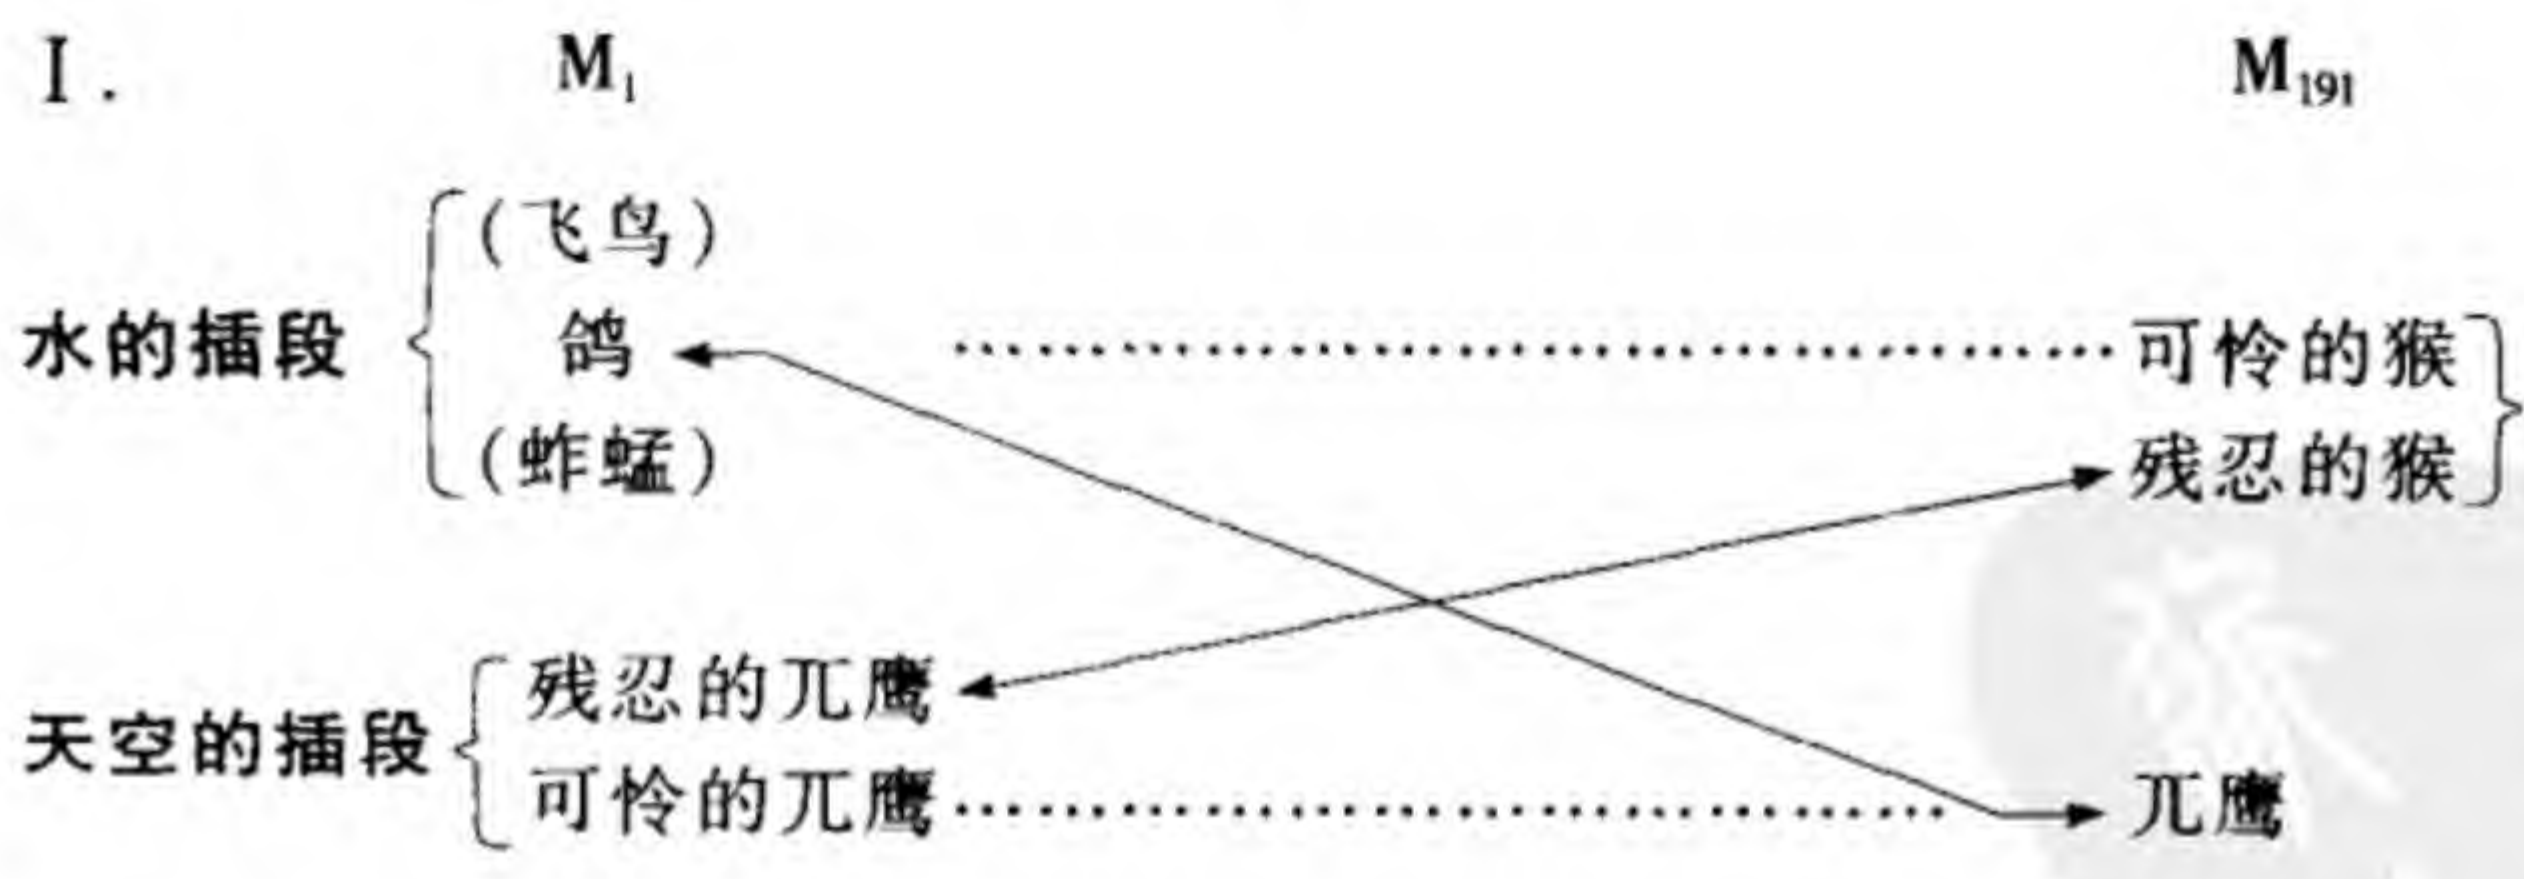 I. M₁ M₁₉₁
(飞鸟)
水的插段 鸽 可怜的猴
(蚱蜢) 残忍的猴
残忍的兀鹰
天空的插段
可怜的兀鹰 兀鹰